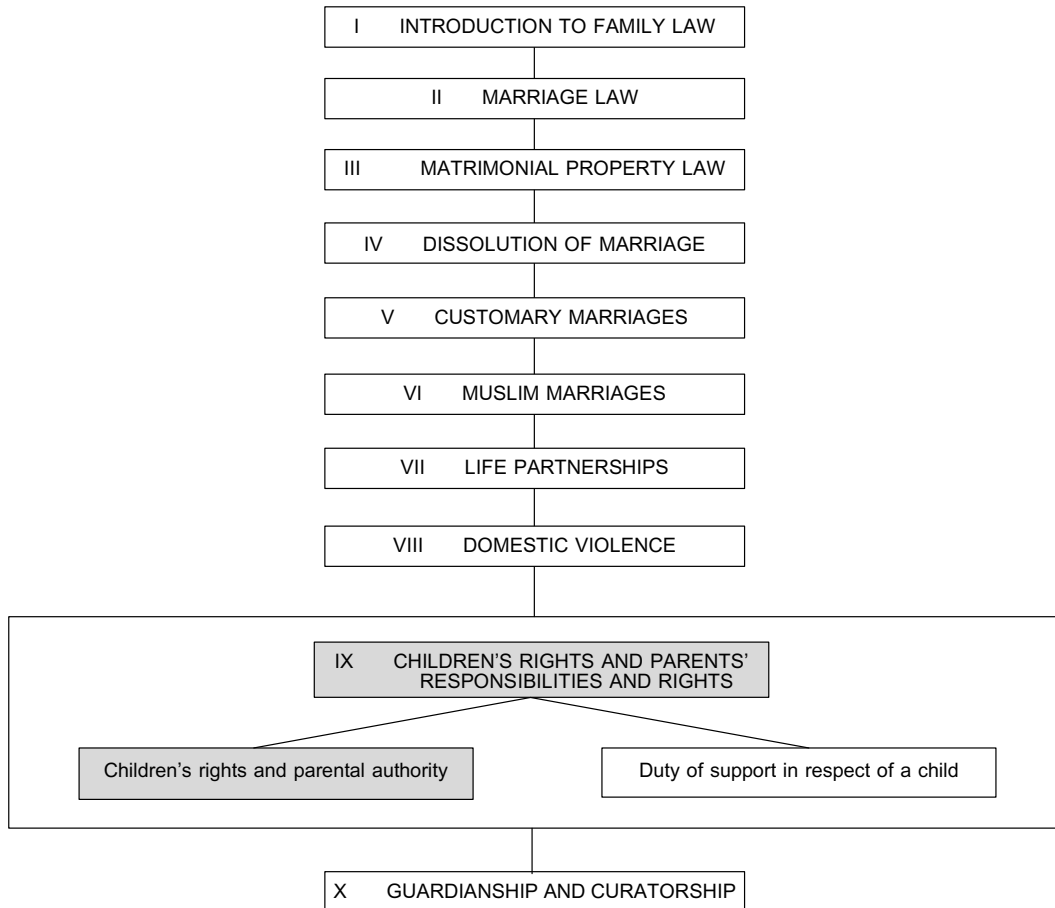 I INTRODUCTION TO FAMILY LAW
II MARRIAGE LAW
III MATRIMONIAL PROPERTY LAW
IV DISSOLUTION OF MARRIAGE
V CUSTOMARY MARRIAGES
VI MUSLIM MARRIAGES
VII LIFE PARTNERSHIPS
VIII DOMESTIC VIOLENCE
IX CHILDREN’S RIGHTS AND PARENTS’
RESPONSIBILITIES AND RIGHTS
Children’s rights and parental authority
Duty of support in respect of a child
X GUARDIANSHIP AND CURATORSHIP